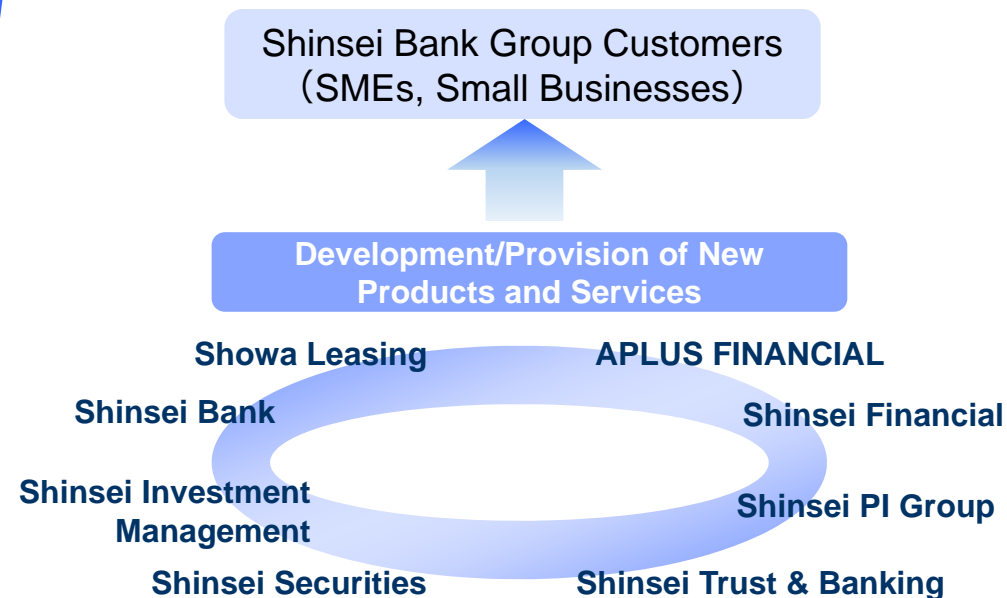 Shinsei Bank Group Customers
（SMEs, Small Businesses）
Development/Provision of New
Products and Services
Showa Leasing
APLUS FINANCIAL
Shinsei Bank
Shinsei Financial
Shinsei Investment
Management
Shinsei PI Group
Shinsei Securities
Shinsei Trust & Banking